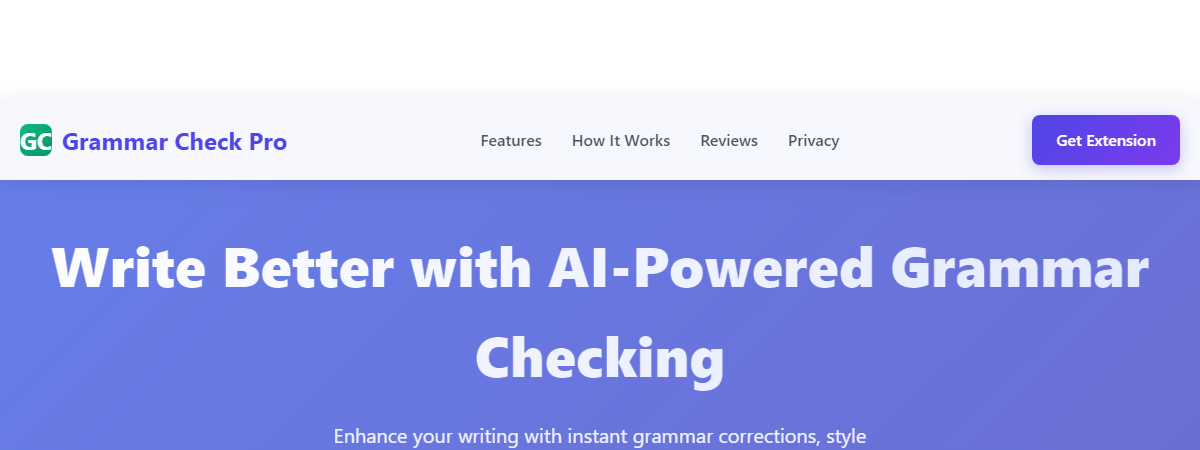 GC Grammar Check Pro
Features How It Works Reviews Privacy
Get Extension
Write Better with AI-Powered Grammar
Checking
Enhance your writing with instant grammar corrections, style